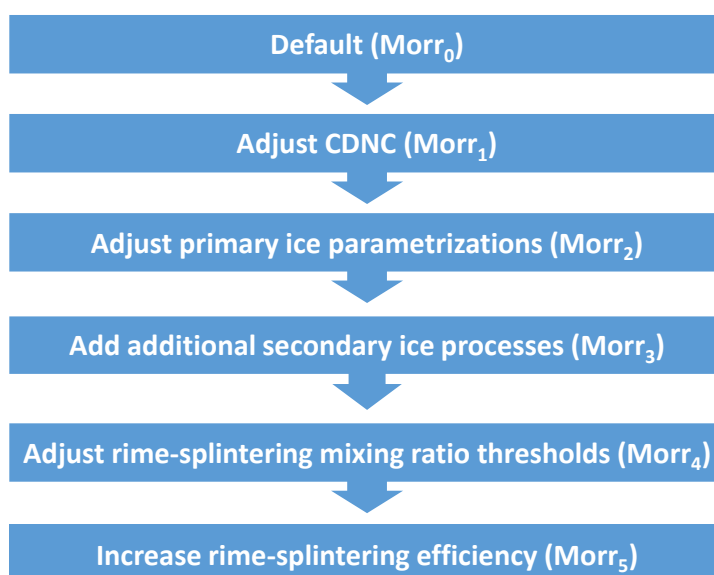 Default (Morr₀)
Adjust CDNC (Morr₁)
Adjust primary ice parametrizations (Morr₂)
Add additional secondary ice processes (Morr₃)
Adjust rime-splintering mixing ratio thresholds (Morr₄)
Increase rime-splintering efficiency (Morr₅)